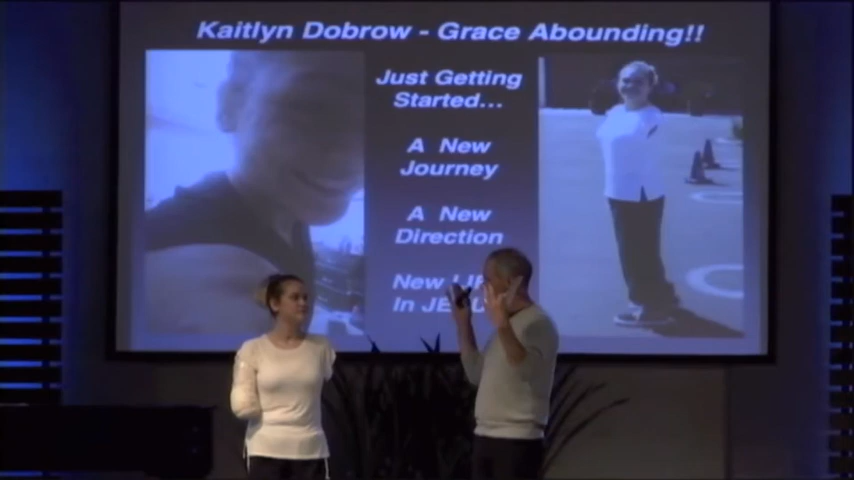 Kaitlyn Dobrow - Grace Abounding!!
Just Getting
Started...
A New
Journey
A New
Direction
New
In